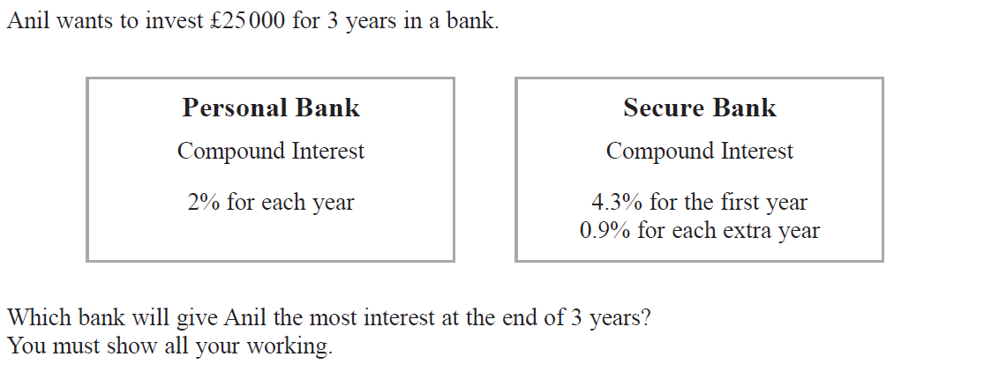 Anil wants to invest £25 000 for 3 years in a bank.
Personal Bank
Compound Interest
2% for each year
Secure Bank
Compound Interest
4.3% for the first year
0.9% for each extra year
Which bank will give Anil the most interest at the end of 3 years?
You must show all your working.